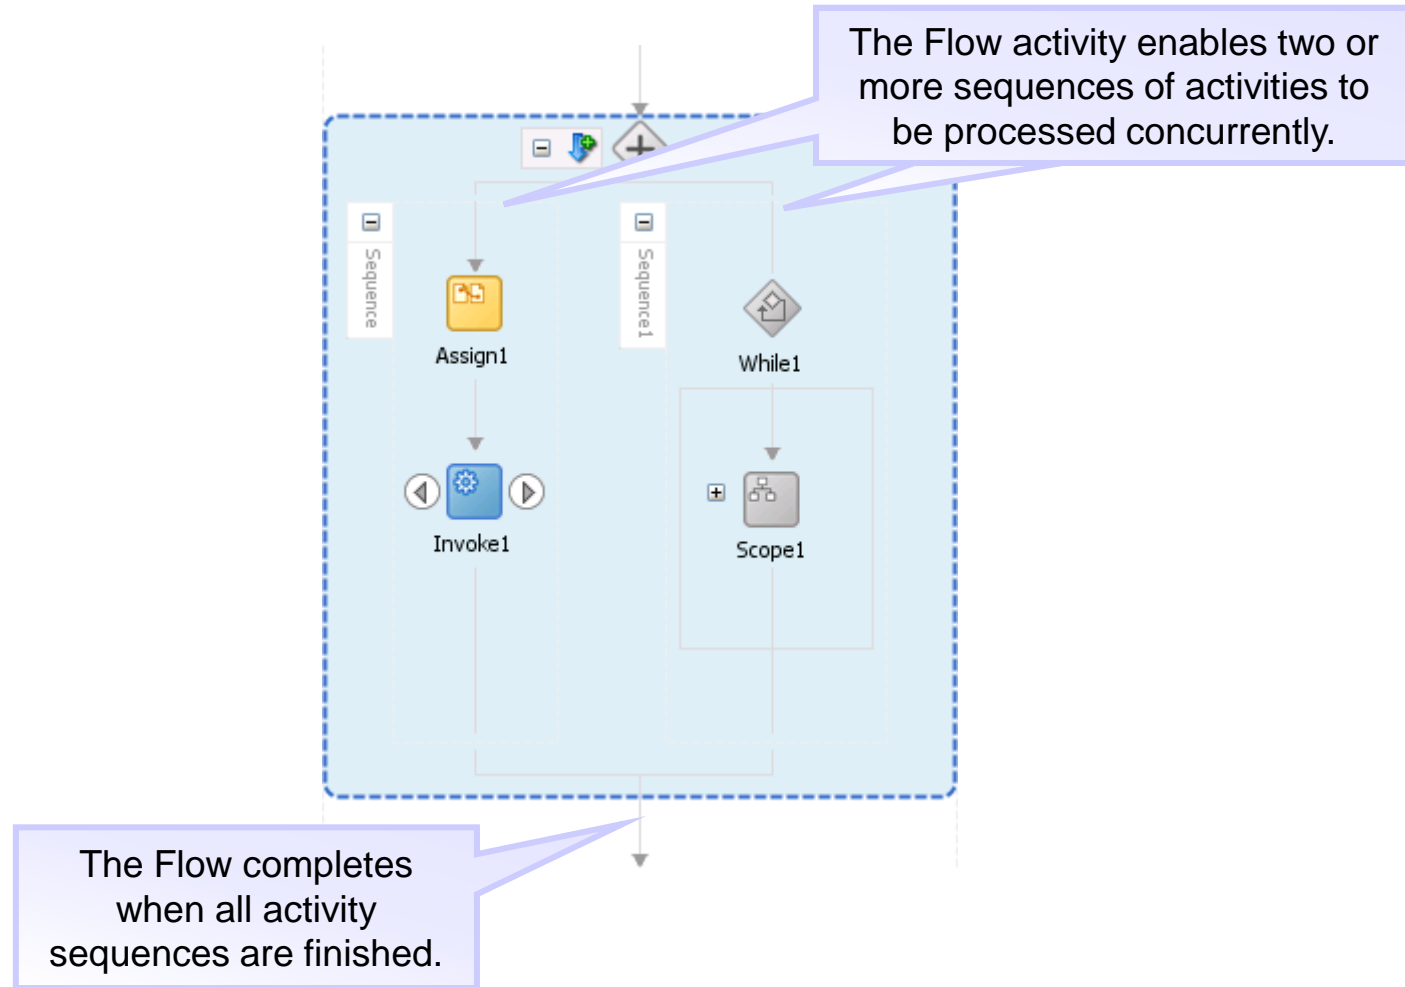 The Flow activity enables two or
more sequences of activities to
be processed concurrently.
Sequence
Sequence1
Assign1
While1
Invoke1
Scope1
The Flow completes
when all activity
sequences are finished.